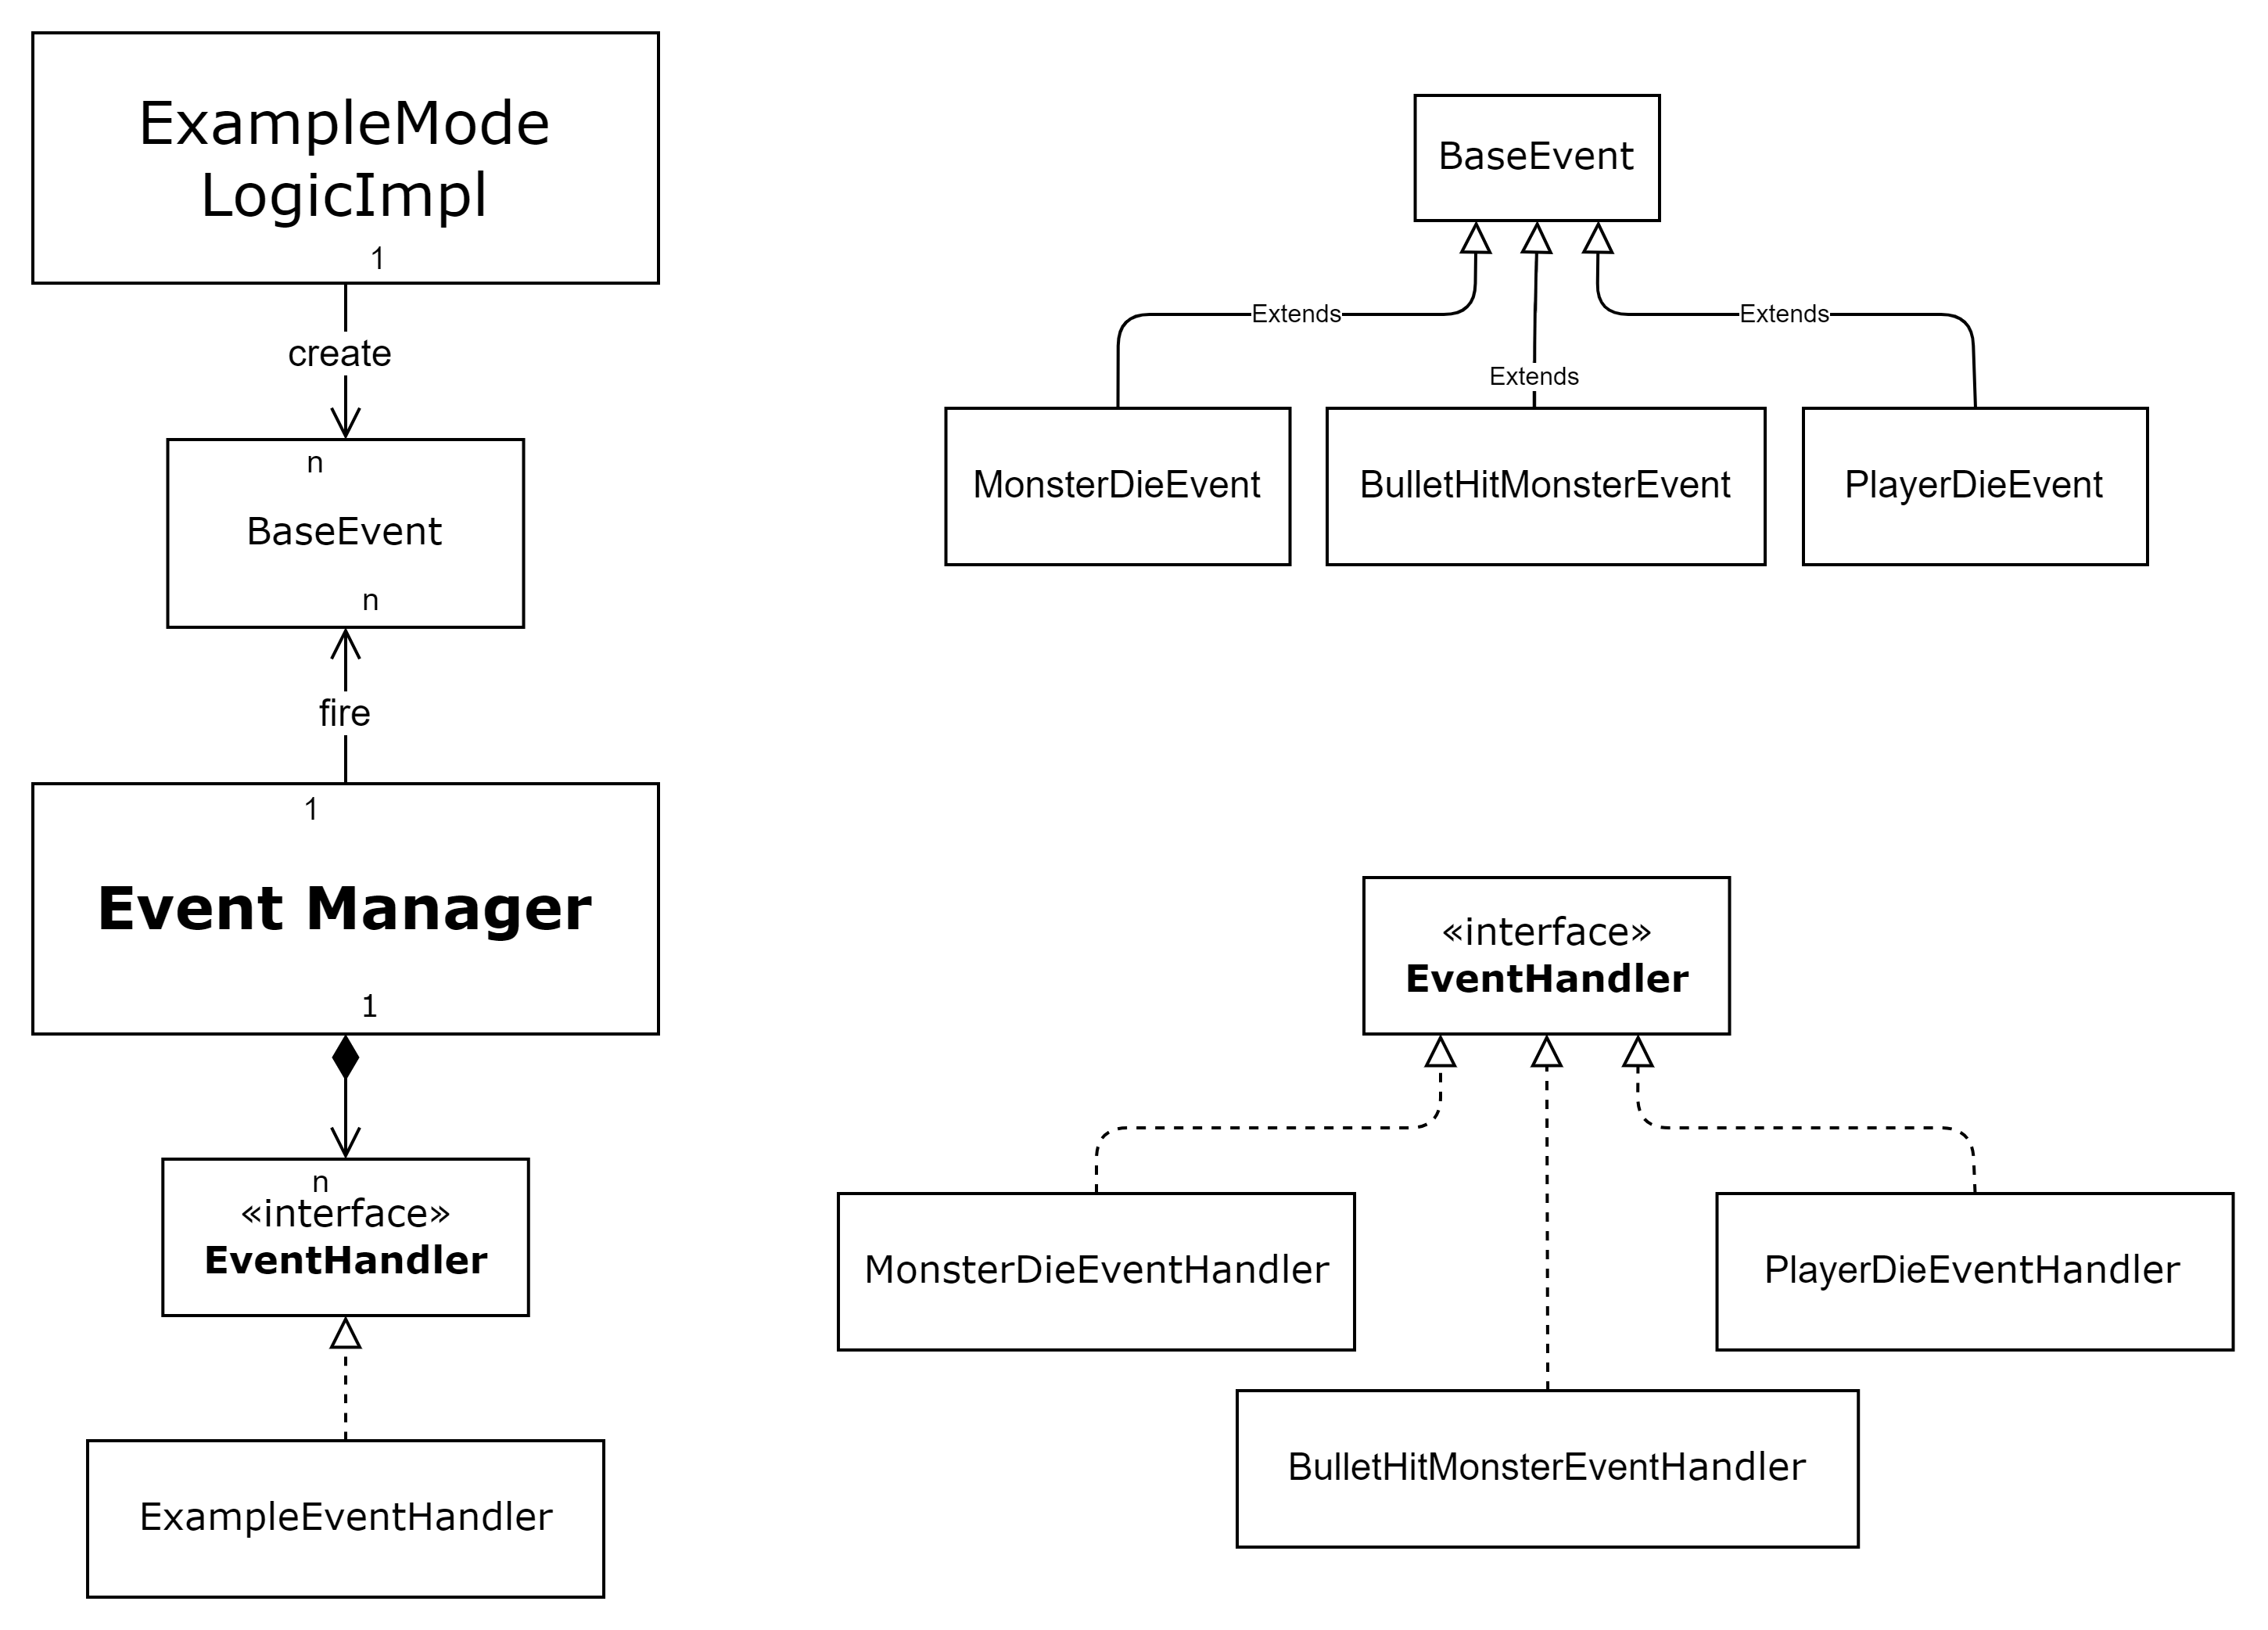 ExampleMode
LogicImpl
1
create
n
BaseEvent
n
fire
1
Event Manager
1
n
«interface»
EventHandler
ExampleEventHandler
BaseEvent
Extends
Extends
Extends
MonsterDieEvent
BulletHitMonsterEvent
PlayerDieEvent
«interface»
EventHandler
MonsterDieEventHandler
PlayerDieEventHandler
BulletHitMonsterEventHandler